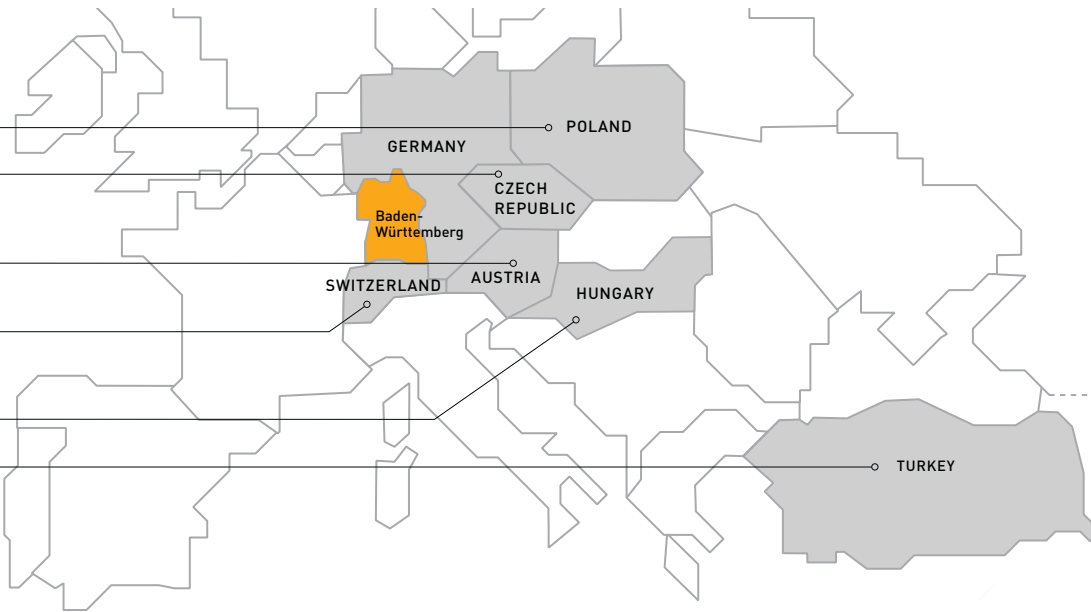 POLAND
GERMANY
CZECH
REPUBLIC
Baden-
Württemberg
AUSTRIA
SWITZERLAND
HUNGARY
TURKEY